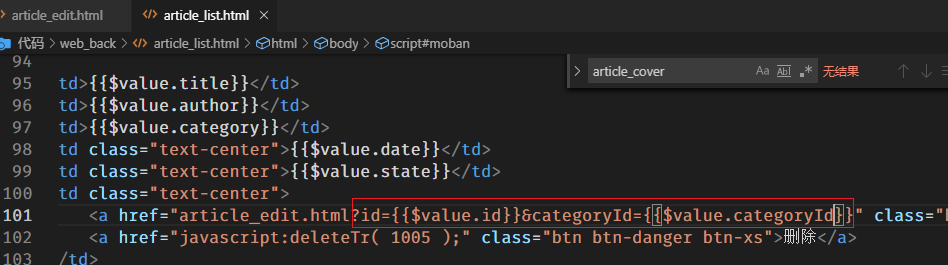 article_edit.html article_list.html ×
代码 > web_back > article_list.html > html > body > script#moban
article_cover Aa Ab .* 无结果
94
95 td>{{$value.title}}</td>
96 td>{{$value.author}}</td>
97 td>{{$value.category}}</td>
98 td class="text-center">{{$value.date}}</td>
99 td class="text-center">{{$value.state}}</td>
100 td class="text-center">
101 <a href="article_edit.html?id={{$value.id}}&categoryId={{$value.categoryId}}" class="
102 <a href="javascript:deleteTr( 1005 );" class="btn btn-danger btn-xs">删除</a>
103 /td>